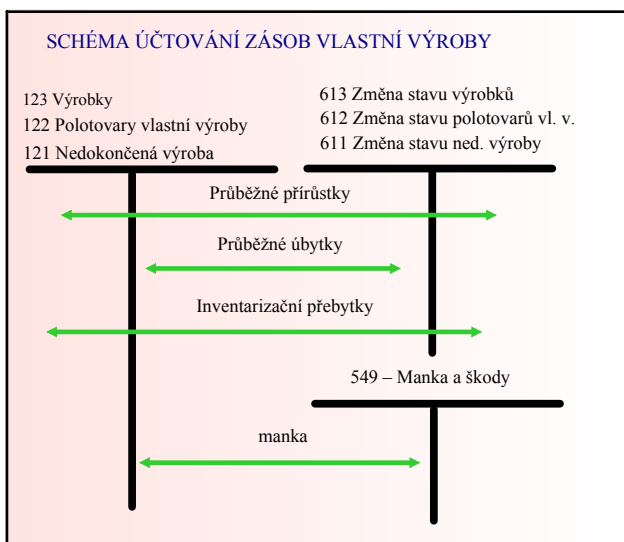 SCHÉMA ÚČTOVÁNÍ ZÁSOB VLASTNÍ VÝROBY
123 Výrobky
122 Polotovary vlastní výroby
121 Nedokončená výroba
613 Změna stavu výrobků
612 Změna stavu polotovarů vl. v.
611 Změna stavu ned. výroby
Průběžné přírůstky
Průběžné úbytky
Inventarizační přebytky
549 – Manka a škody
manka